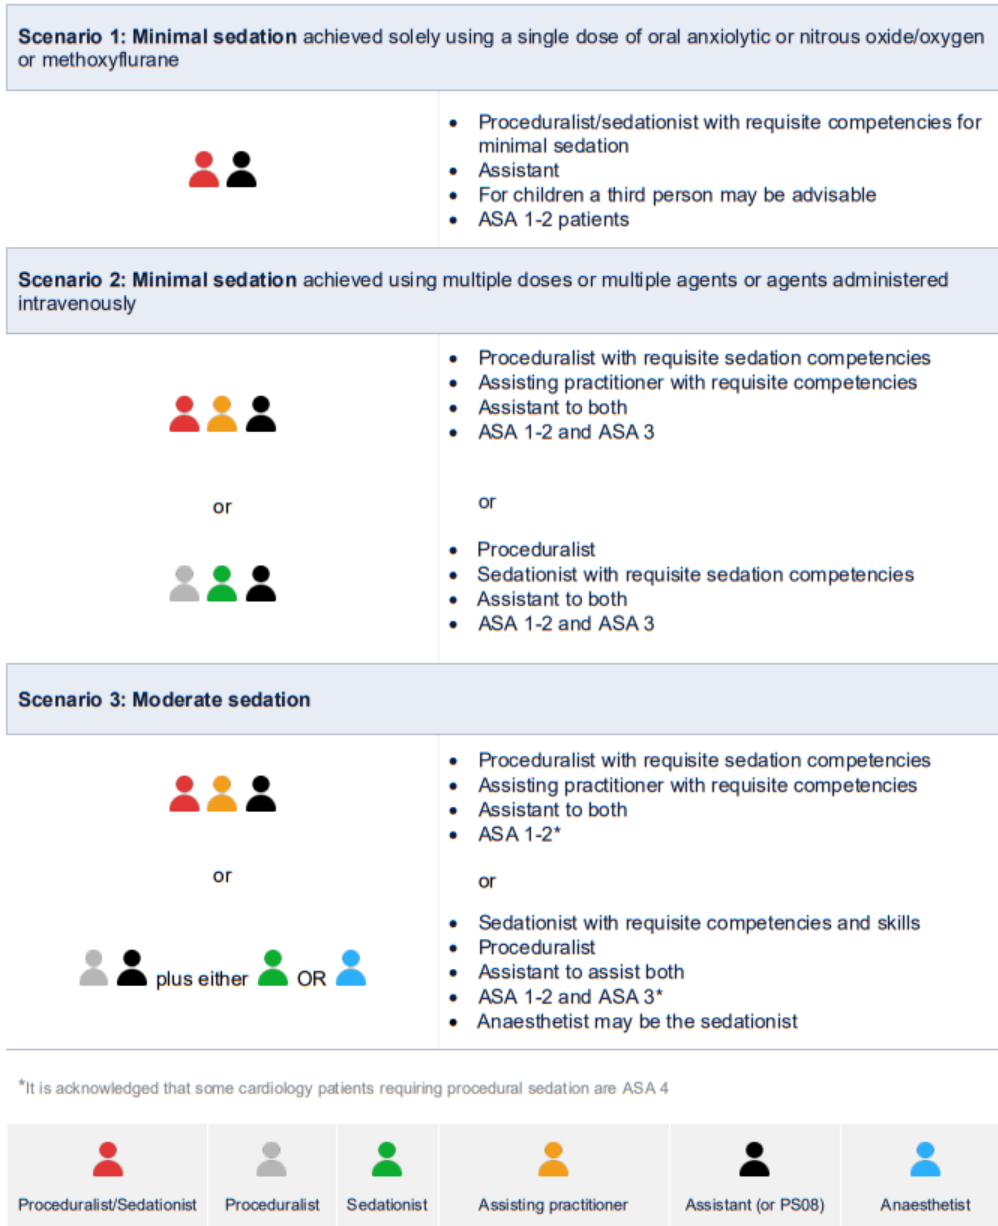 Scenario 1: Minimal sedation achieved solely using a single dose of oral anxiolytic or nitrous oxide/oxygen
or methoxyflurane
• Proceduralist/sedationist with requisite competencies for
minimal sedation
• Assistant
• For children a third person may be advisable
• ASA 1-2 patients
Scenario 2: Minimal sedation achieved using multiple doses or multiple agents or agents administered
intravenously
• Proceduralist with requisite sedation competencies
• Assisting practitioner with requisite competencies
• Assistant to both
• ASA 1-2 and ASA 3
or
or
• Proceduralist
• Sedationist with requisite sedation competencies
• Assistant to both
• ASA 1-2 and ASA 3
Scenario 3: Moderate sedation
• Proceduralist with requisite sedation competencies
• Assisting practitioner with requisite competencies
• Assistant to both
• ASA 1-2*
or
or
plus either OR
• Sedationist with requisite competencies and skills
• Proceduralist
• Assistant to assist both
• ASA 1-2 and ASA 3*
• Anaesthetist may be the sedationist
*It is acknowledged that some cardiology patients requiring procedural sedation are ASA 4
Proceduralist/Sedationist
Proceduralist
Sedationist
Assisting practitioner
Assistant (or PS08)
Anaesthetist